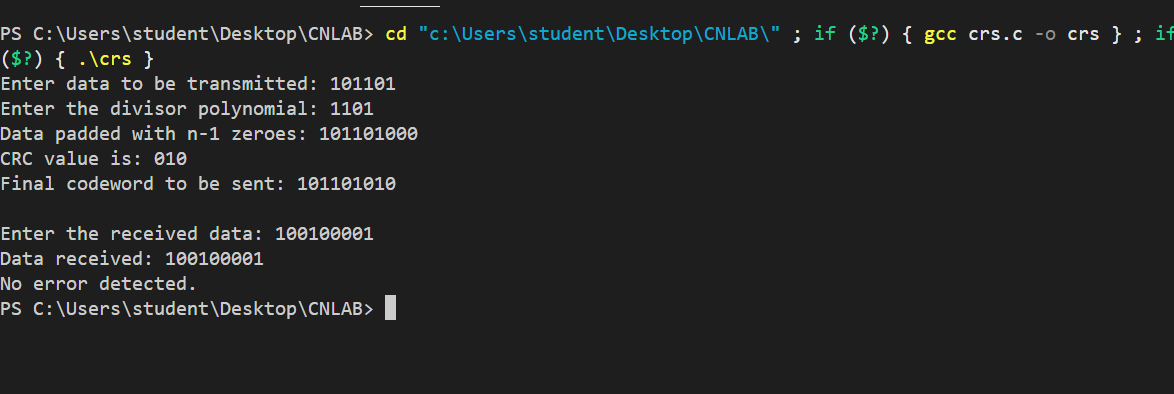 PS C:\Users\student\Desktop\CNLAB> cd "c:\Users\student\Desktop\CNLAB\" ; if ($?) { gcc crs.c -o crs } ; if
($?) { .\crs }
Enter data to be transmitted: 101101
Enter the divisor polynomial: 1101
Data padded with n-1 zeroes: 101101000
CRC value is: 010
Final codeword to be sent: 101101010
Enter the received data: 100100001
Data received: 100100001
No error detected.
PS C:\Users\student\Desktop\CNLAB>